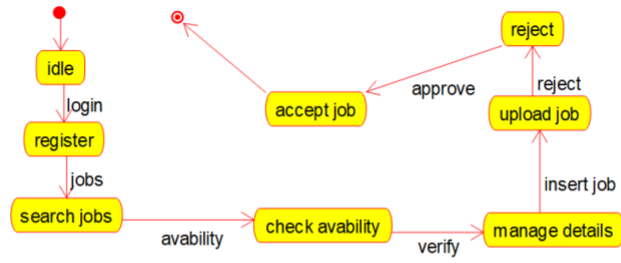 idle
login
register
jobs
search jobs
avability
check avability
verify
manage details
insert job
upload job
reject
reject
approve
accept job